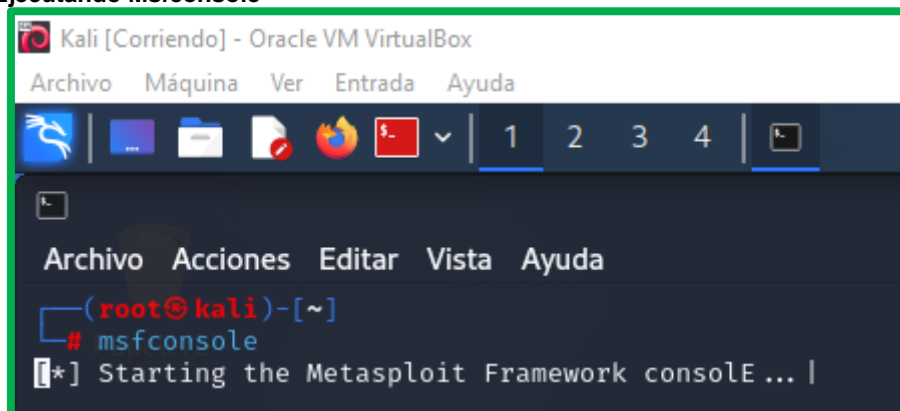 Ejecutando Msfconsole
Kali [Corriendo] - Oracle VM VirtualBox
Archivo Máquina Ver Entrada Ayuda
1 2 3 4
Archivo Acciones Editar Vista Ayuda
┌──(root㉿kali)-[~]
└─# msfconsole
[*] Starting the Metasploit Framework consolE...|